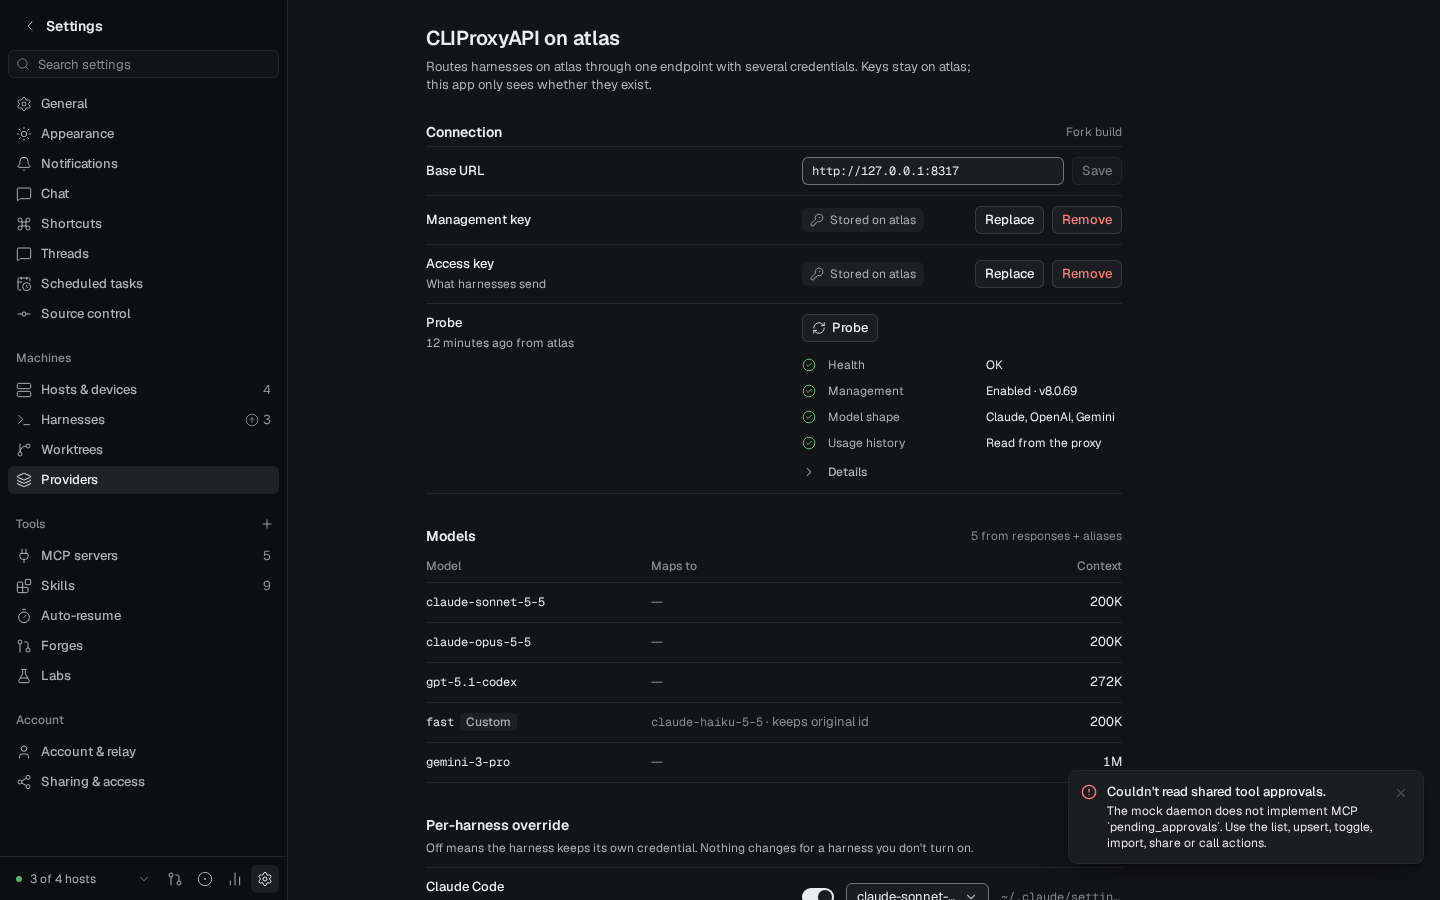 Settings
Search settings
General
Appearance
Notifications
Chat
Shortcuts
Threads
Scheduled tasks
Source control
Machines
Hosts & devices 4
Harnesses 3
Worktrees
Providers
Tools
MCP servers 5
Skills 9
Auto-resume
Forges
Labs
Account
Account & relay
Sharing & access
3 of 4 hosts
CLIProxyAPI on atlas
Routes harnesses on atlas through one endpoint with several credentials. Keys stay on atlas;
this app only sees whether they exist.
Connection Fork build
Base URL http://127.0.0.1:8317 Save
Management key Stored on atlas Replace Remove
Access key
What harnesses send
Stored on atlas Replace Remove
Probe
12 minutes ago from atlas
Probe
Health OK
Management Enabled · v8.0.69
Model shape Claude, OpenAI, Gemini
Usage history Read from the proxy
Details
Models 5 from responses + aliases
Model Maps to Context
claude-sonnet-5-5 — 200K
claude-opus-5-5 — 200K
gpt-5.1-codex — 272K
fast Custom claude-haiku-5-5 · keeps original id 200K
gemini-3-pro — 1M
Per-harness override
Off means the harness keeps its own credential. Nothing changes for a harness you don't turn on.
Claude Code claude-sonnet-… ~/.claude/settin…
Couldn't read shared tool approvals.
The mock daemon does not implement MCP
`pending_approvals`. Use the list, upsert, toggle,
import, share or call actions.